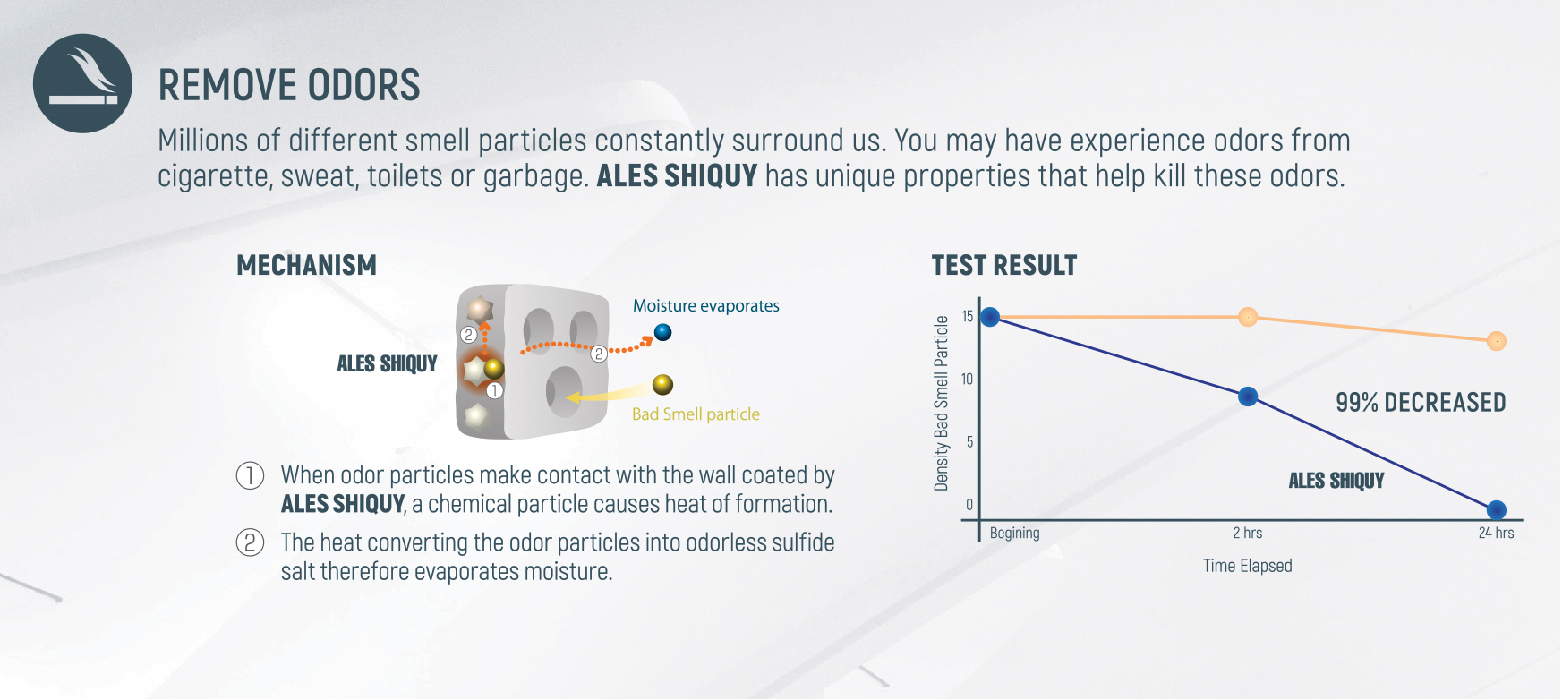 REMOVE ODORS
Millions of different smell particles constantly surround us. You may have experience odors from
cigarette, sweat, toilets or garbage. ALES SHIQUY has unique properties that help kill these odors.
MECHANISM
Moisture evaporates
2
2
ALES SHIQUY
1
Bad Smell particle
1 When odor particles make contact with the wall coated by
ALES SHIQUY, a chemical particle causes heat of formation.
2 The heat converting the odor particles into odorless sulfide
salt therefore evaporates moisture.
TEST RESULT
Density Bad Smell Particle
15
10
5
0
99% DECREASED
ALES SHIQUY
Bogining
2 hrs
24 hrs
Time Elapsed